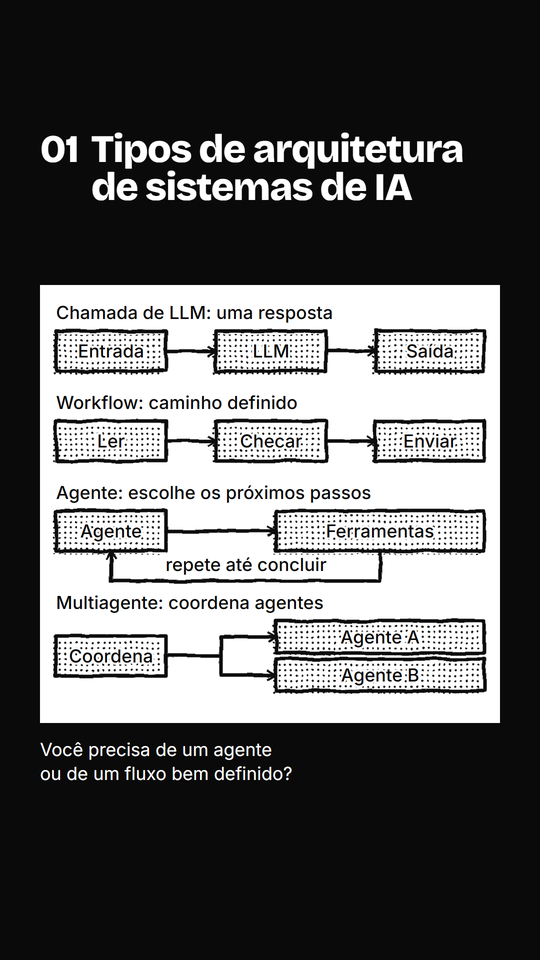 01 Tipos de arquitetura
de sistemas de IA
Chamada de LLM: uma resposta
Entrada LLM Saída
Workflow: caminho definido
Ler Checar Enviar
Agente: escolhe os próximos passos
Agente Ferramentas
repete até concluir
Multiagente: coordena agentes
Agente A
Coordena
Agente B
Você precisa de um agente
ou de um fluxo bem definido?